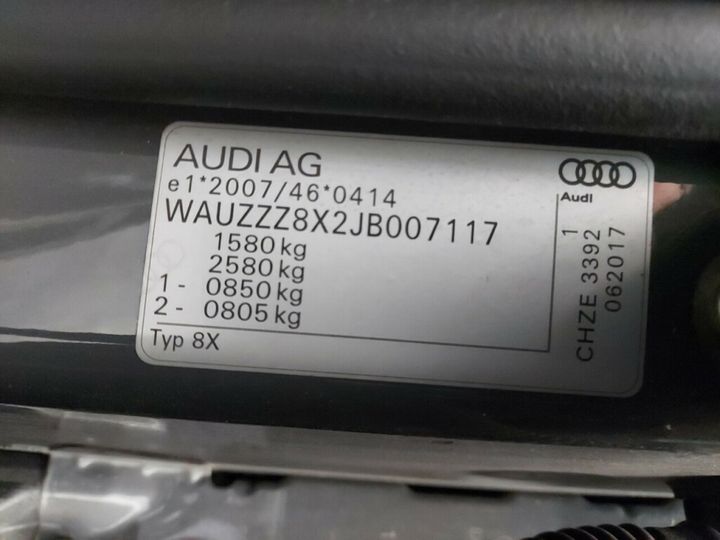 AUDI AG
e1*2007/46*0414
WAUZZZ8X2JB007117
1580 kg
2580 kg
1 - 0850 kg
2 - 0805 kg
Typ 8X
Audi
CHZE 3392 1
062017